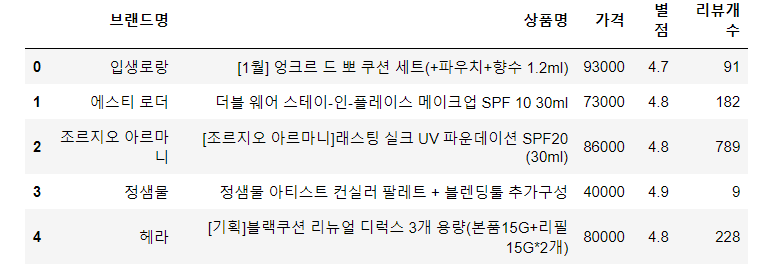 브랜드명 상품명 가격 별점 리뷰개수
0 입생로랑 [1월] 엉크르 드 뽀 쿠션 세트(+파우치+향수 1.2ml) 93000 4.7 91
1 에스티 로더 더블 웨어 스테이-인-플레이스 메이크업 SPF 10 30ml 73000 4.8 182
2 조르지오 아르마니 [조르지오 아르마니]래스팅 실크 UV 파운데이션 SPF20 (30ml) 86000 4.8 789
3 정샘물 정샘물 아티스트 컨실러 팔레트 + 블렌딩툴 추가구성 40000 4.9 9
4 헤라 [기획]블랙쿠션 리뉴얼 디럭스 3개 용량(본품15G+리필15G*2개) 80000 4.8 228